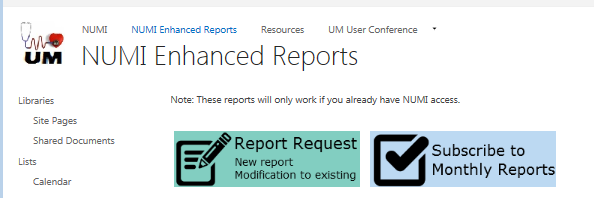 NUMI NUMI Enhanced Reports Resources UM User Conference
UM
NUMI Enhanced Reports
Libraries
Site Pages
Shared Documents
Lists
Calendar
Note: These reports will only work if you already have NUMI access.
Report Request
New report
Modification to existing
Subscribe to
Monthly Reports